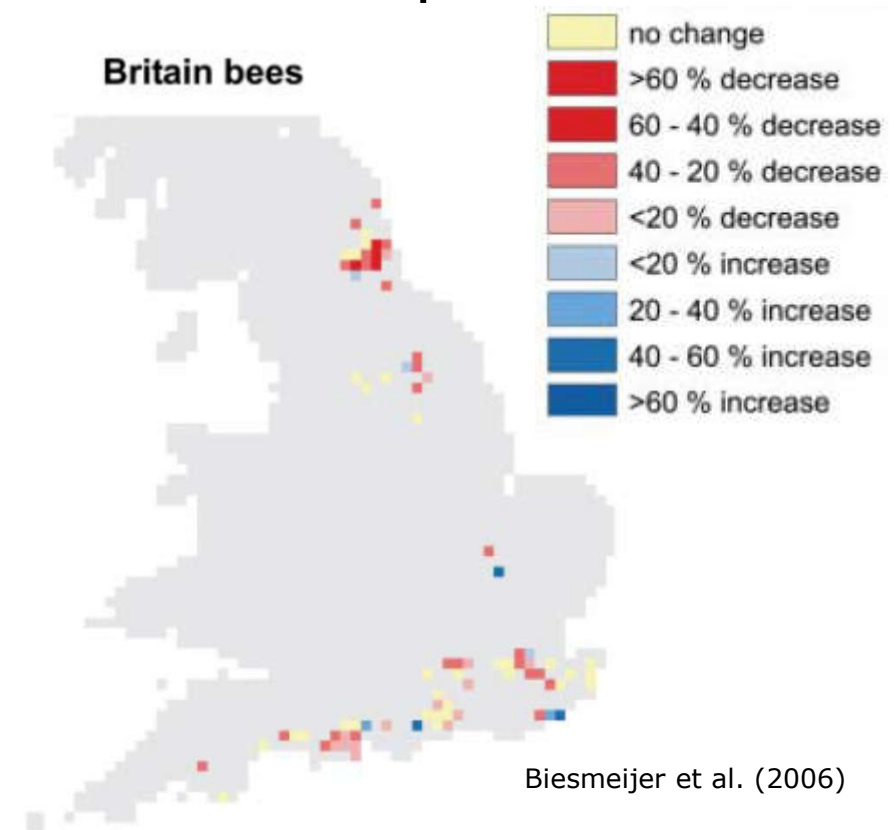 Britain bees
no change
>60 % decrease
60 - 40 % decrease
40 - 20 % decrease
<20 % decrease
<20 % increase
20 - 40 % increase
40 - 60 % increase
>60 % increase
Biesmeijer et al. (2006)